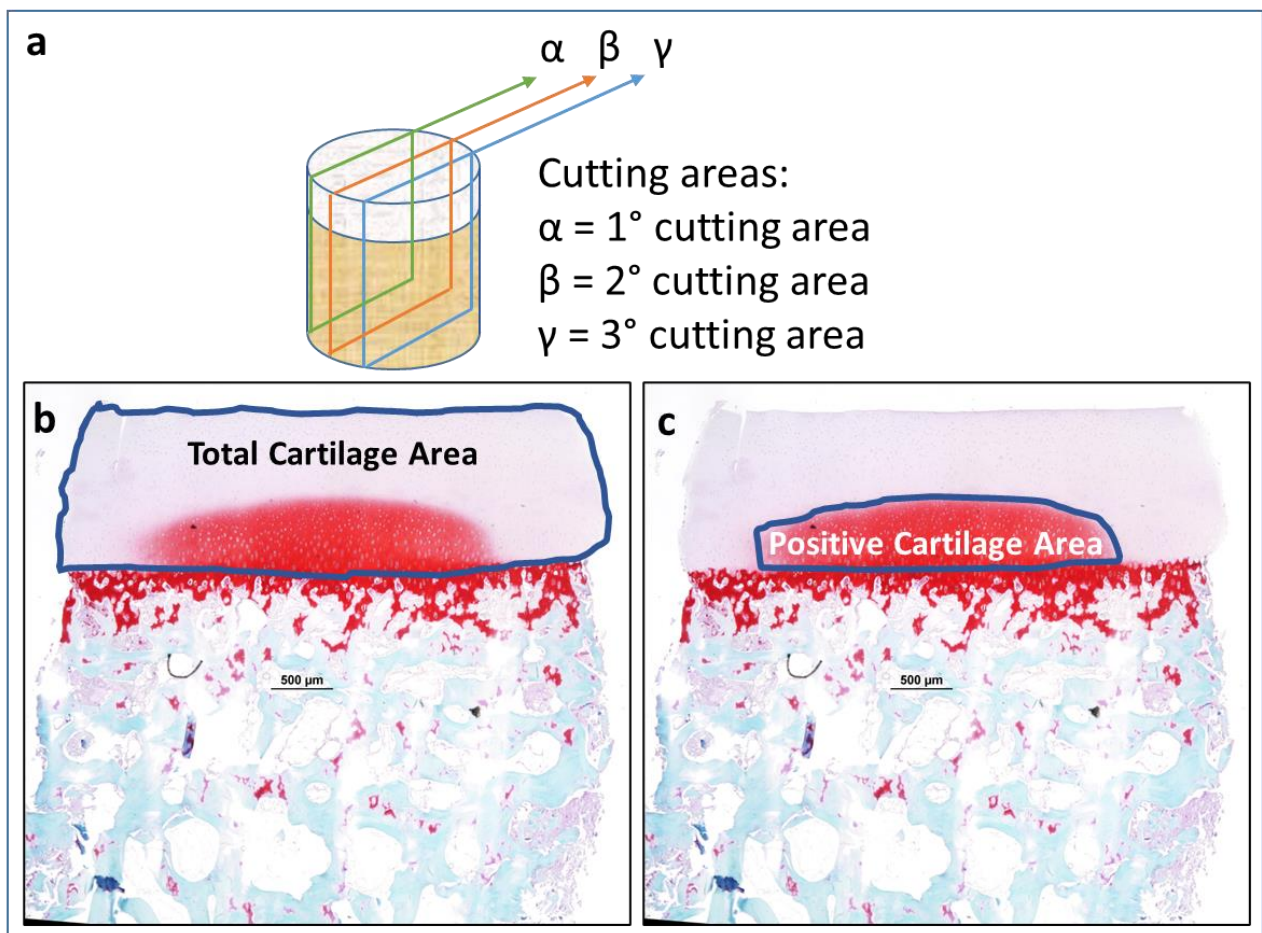 a
α β γ
Cutting areas:
α = 1° cutting area
β = 2° cutting area
γ = 3° cutting area
b
Total Cartilage Area
500 µm
c
Positive Cartilage Area
500 µm